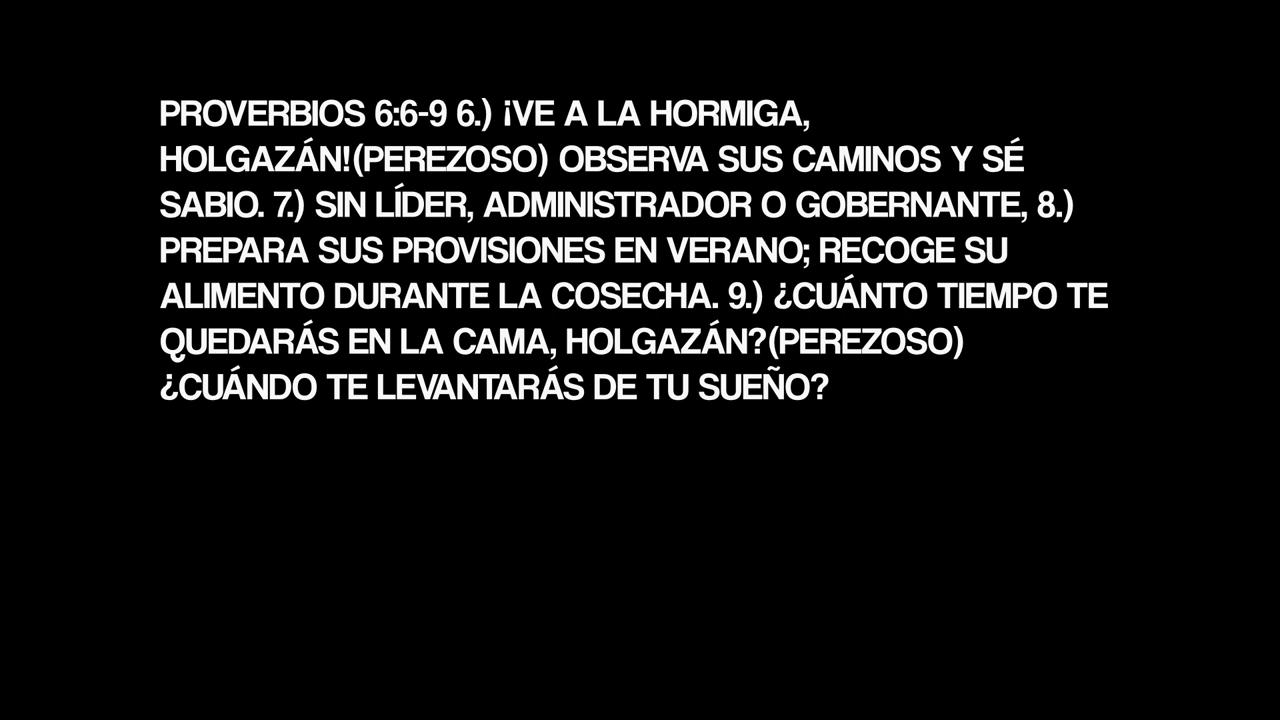 PROVERBIOS 6:6-9 6.) ¡VE A LA HORMIGA,
HOLGAZÁN!(PEREZOSO) OBSERVA SUS CAMINOS Y SÉ
SABIO. 7.) SIN LÍDER, ADMINISTRADOR O GOBERNANTE, 8.)
PREPARA SUS PROVISIONES EN VERANO; RECOGE SU
ALIMENTO DURANTE LA COSECHA. 9.) ¿CUÁNTO TIEMPO TE
QUEDARÁS EN LA CAMA, HOLGAZÁN?(PEREZOSO)
¿CUÁNDO TE LEVANTARÁS DE TU SUEÑO?